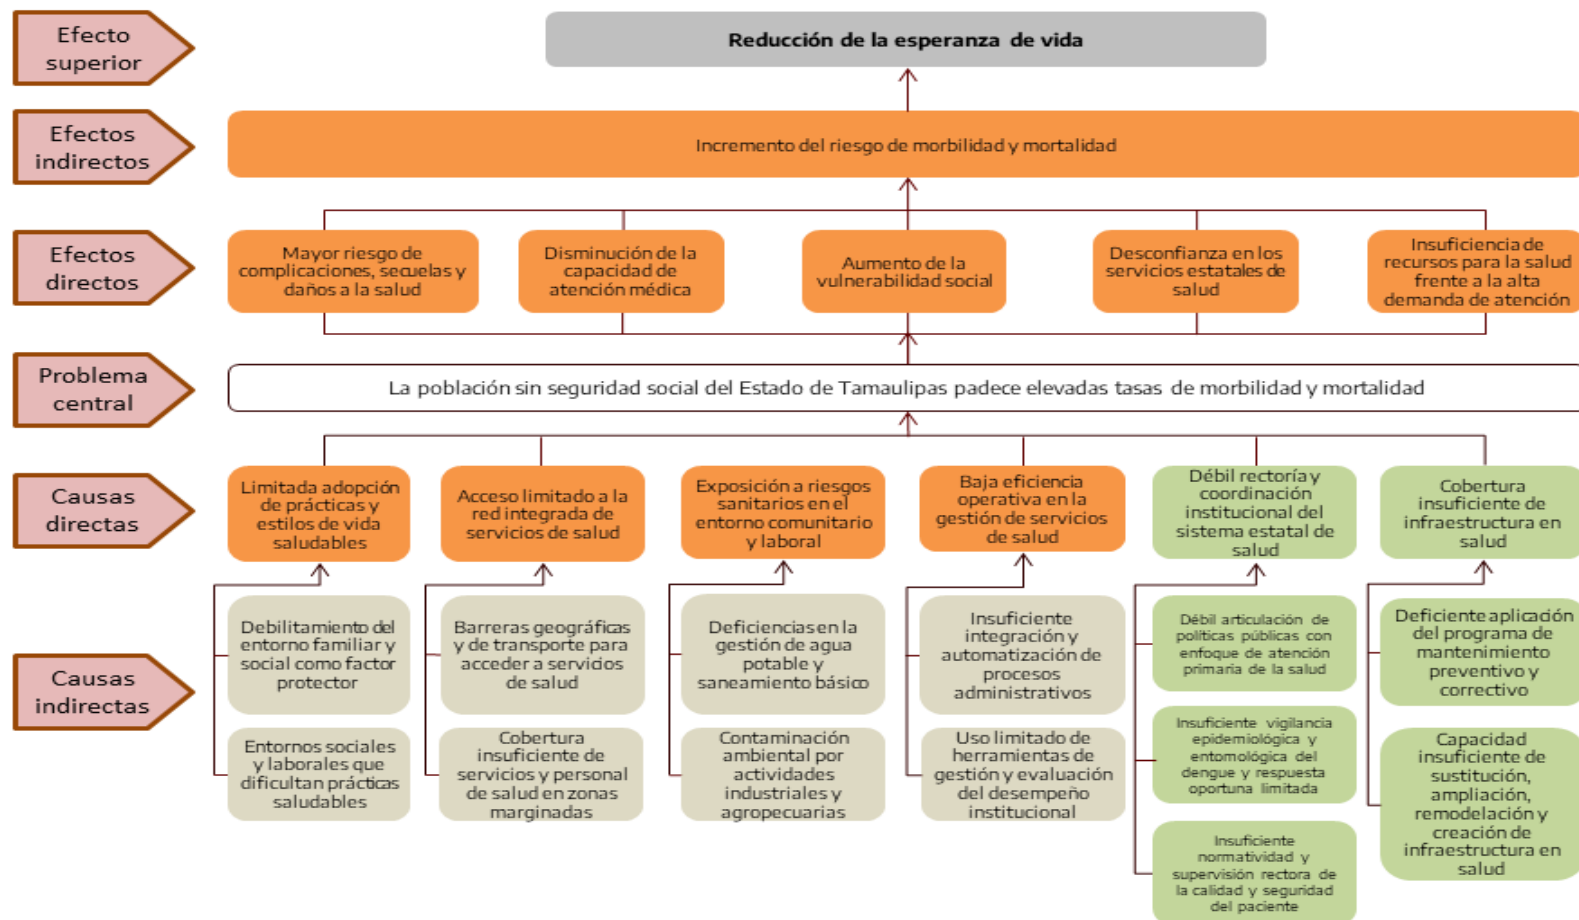 Efecto
superior
Reducción de la esperanza de vida
Efectos
indirectos
Incremento del riesgo de morbilidad y mortalidad
Efectos
directos
Mayor riesgo de
complicaciones, secuelas y
daños a la salud
Disminución de la
capacidad de
atención médica
Aumento de la
vulnerabilidad social
Desconfianza en los
servicios estatales de
salud
Insuficiencia de
recursos para la salud
frente a la alta
demanda de atención
Problema
central
La población sin seguridad social del Estado de Tamaulipas padece elevadas tasas de morbilidad y mortalidad
Causas
directas
Limitada adopción
de prácticas y
estilos de vida
saludables
Acceso limitado a la
red integrada de
servicios de salud
Exposición a riesgos
sanitarios en el
entorno comunitario
y laboral
Baja eficiencia
operativa en la
gestión de servicios
de salud
Débil rectoría y
coordinación
institucional del
sistema estatal de
salud
Cobertura
insuficiente de
infraestructura en
salud
Causas
indirectas
Debilitamiento del
entorno familiar y
social como factor
protector
Entornos sociales
y laborales que
dificultan prácticas
saludables
Barreras geográficas
y de transporte para
acceder a servicios
de salud
Cobertura
insuficiente de
servicios y personal
de salud en zonas
marginadas
Deficiencias en la
gestión de agua
potable y
saneamiento básico
Contaminación
ambiental por
actividades
industriales y
agropecuarias
Insuficiente
integración y
automatización de
procesos
administrativos
Uso limitado de
herramientas de
gestión y evaluación
del desempeño
institucional
Débil articulación de
políticas públicas con
enfoque de atención
primaria de la salud
Insuficiente vigilancia
epidemiológica y
entomológica del
dengue y respuesta
oportuna limitada
Insuficiente
normatividad y
supervisión rectora de
la calidad y seguridad
del paciente
Deficiente aplicación
del programa de
mantenimiento
preventivo y
correctivo
Capacidad
insuficiente de
sustitución,
ampliación,
remodelación y
creación de
infraestructura en
salud